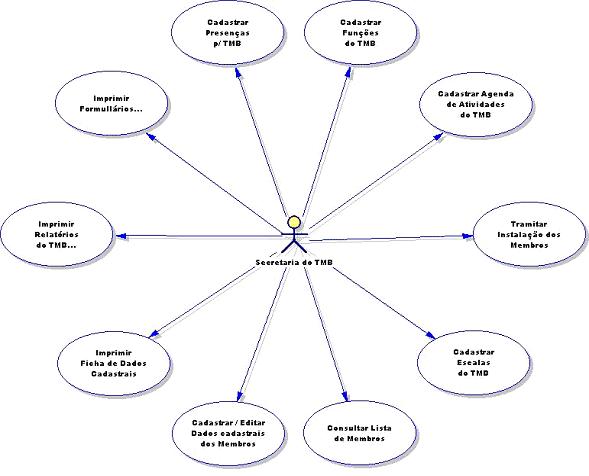 Cadastrar
Presenças
p/ TMB
Cadastrar
Funções
do TMB
Imprimir
Formullários...
Cadastrar Agenda
de Atividades
do TMB
Imprimir
Relatórios
do TMB...
Tramitar
Instalação dos
Membros
Secretaria do TMB
Imprimir
Ficha de Dados
Cadastrais
Cadastrar
Escalas
do TMB
Cadastrar / Editar
Dados cadastrais
dos Membros
Consultar Lista
de Membros